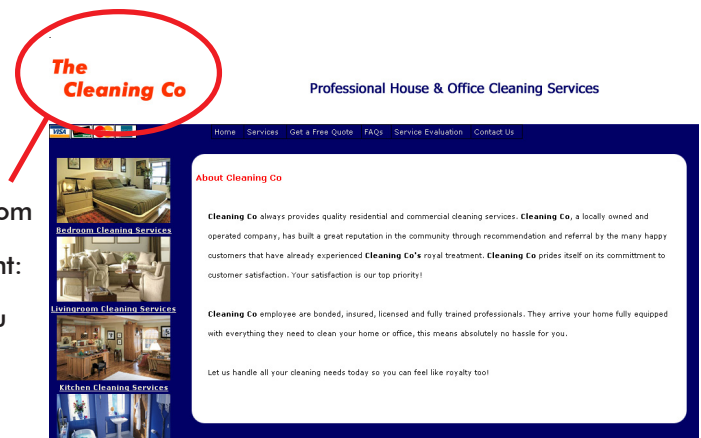 The
Cleaning Co
Professional House & Office Cleaning Services
VISA
Home Services Get a Free Quote FAQs Service Evaluation Contact Us
About Cleaning Co
Cleaning Co always provides quality residential and commercial cleaning services. Cleaning Co, a locally owned and
operated company, has built a great reputation in the community through recommendation and referral by the many happy
customers that have already experienced Cleaning Co's royal treatment. Cleaning Co prides itself on its committment to
customer satisfaction. Your satisfaction is our top priority!
Cleaning Co employee are bonded, insured, licensed and fully trained professionals. They arrive your home fully equipped
with everything they need to clean your home or office, this means absolutely no hassle for you.
Let us handle all your cleaning needs today so you can feel like royalty too!
Bedroom Cleaning Services
Livingroom Cleaning Services
Kitchen Cleaning Services
om
nt:
u